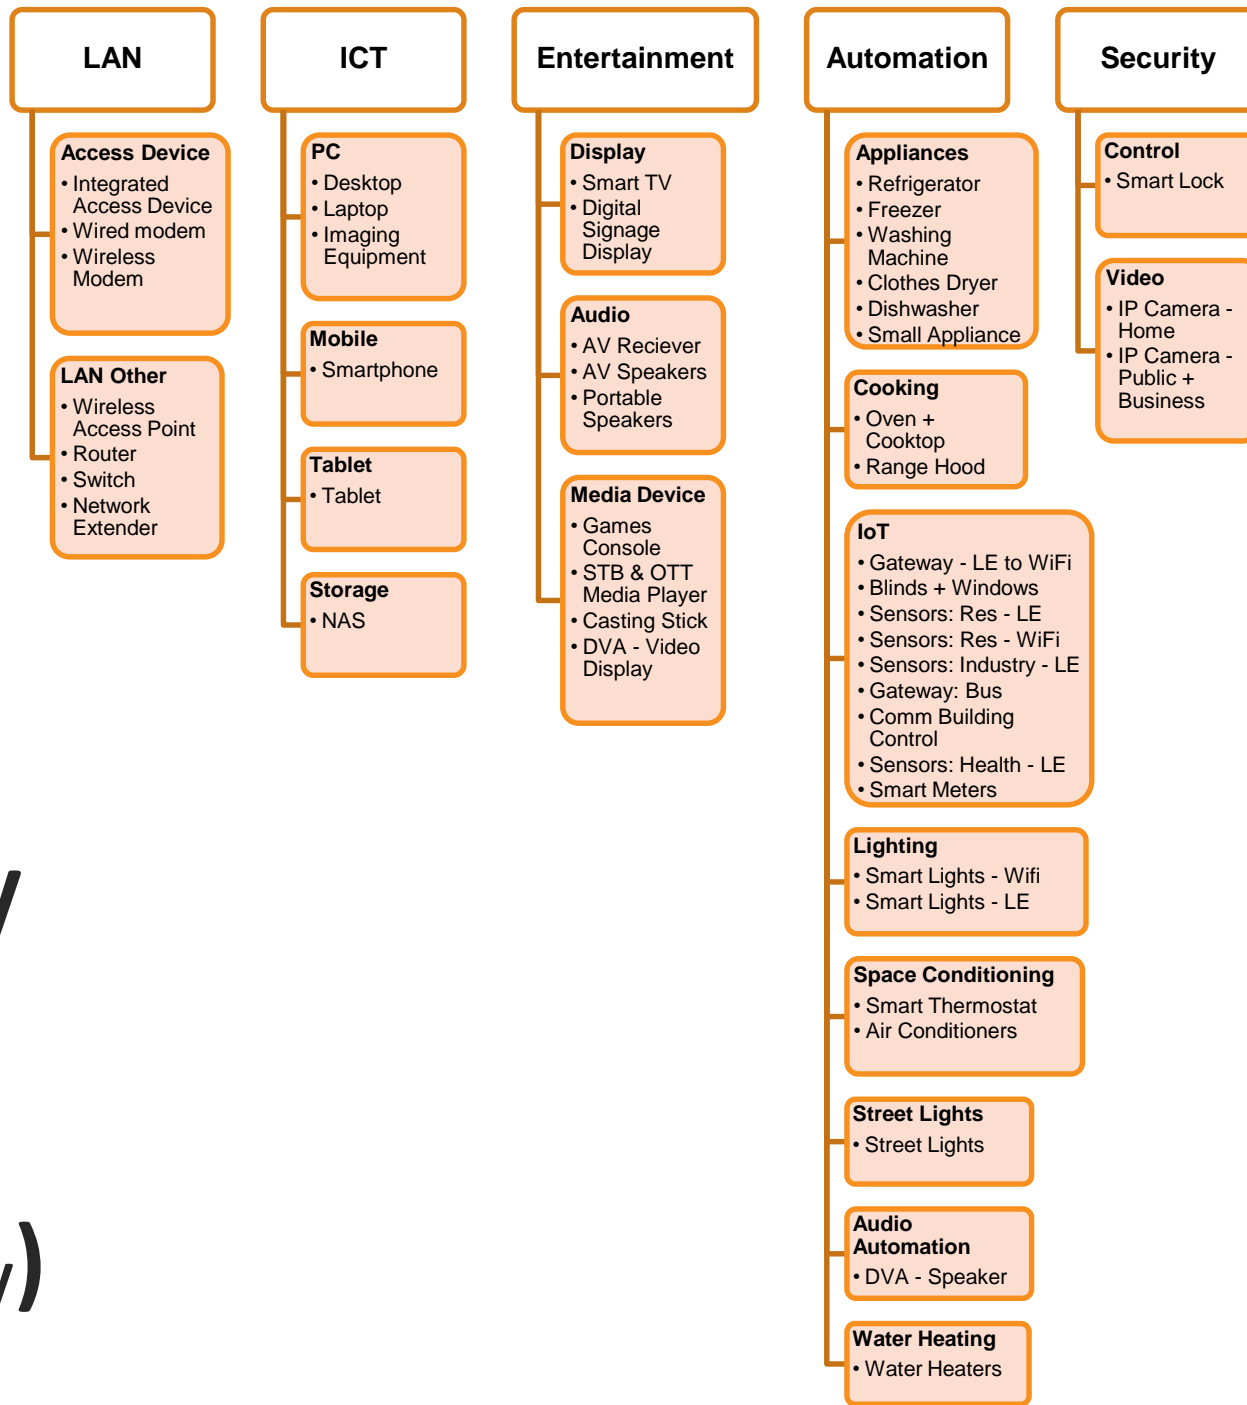 LAN
Access Device
• Integrated
Access Device
• Wired modem
• Wireless
Modem
LAN Other
• Wireless
Access Point
• Router
• Switch
• Network
Extender
ICT
PC
• Desktop
• Laptop
• Imaging
Equipment
Mobile
• Smartphone
Tablet
• Tablet
Storage
• NAS
Entertainment
Display
• Smart TV
• Digital
Signage
Display
Audio
• AV Reciever
• AV Speakers
• Portable
Speakers
Media Device
• Games
Console
• STB & OTT
Media Player
• Casting Stick
• DVA - Video
Display
Automation
Appliances
• Refrigerator
• Freezer
• Washing
Machine
• Clothes Dryer
• Dishwasher
• Small Appliance
Cooking
• Oven +
Cooktop
• Range Hood
IoT
• Gateway - LE to WiFi
• Blinds + Windows
• Sensors: Res - LE
• Sensors: Res - WiFi
• Sensors: Industry - LE
• Gateway: Bus
• Comm Building
Control
• Sensors: Health - LE
• Smart Meters
Lighting
• Smart Lights - Wifi
• Smart Lights - LE
Space Conditioning
• Smart Thermostat
• Air Conditioners
Street Lights
• Street Lights
Audio
Automation
• DVA - Speaker
Water Heating
• Water Heaters
Security
Control
• Smart Lock
Video
• IP Camera -
Home
• IP Camera -
Public +
Business